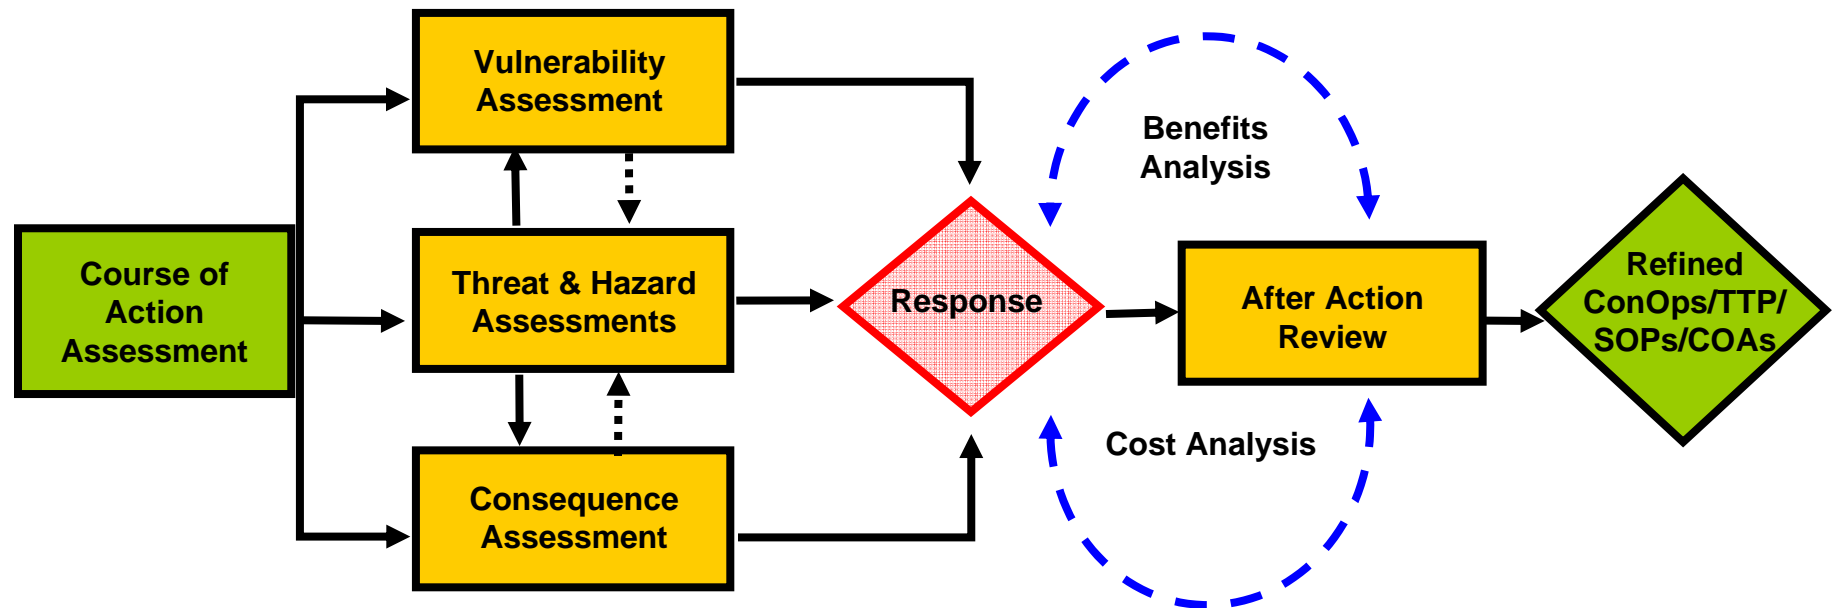 Course of
Action
Assessment
Vulnerability
Assessment
Threat & Hazard
Assessments
Consequence
Assessment
Response
Benefits
Analysis
Cost Analysis
After Action
Review
Refined
ConOps/TTP/
SOPs/COAs